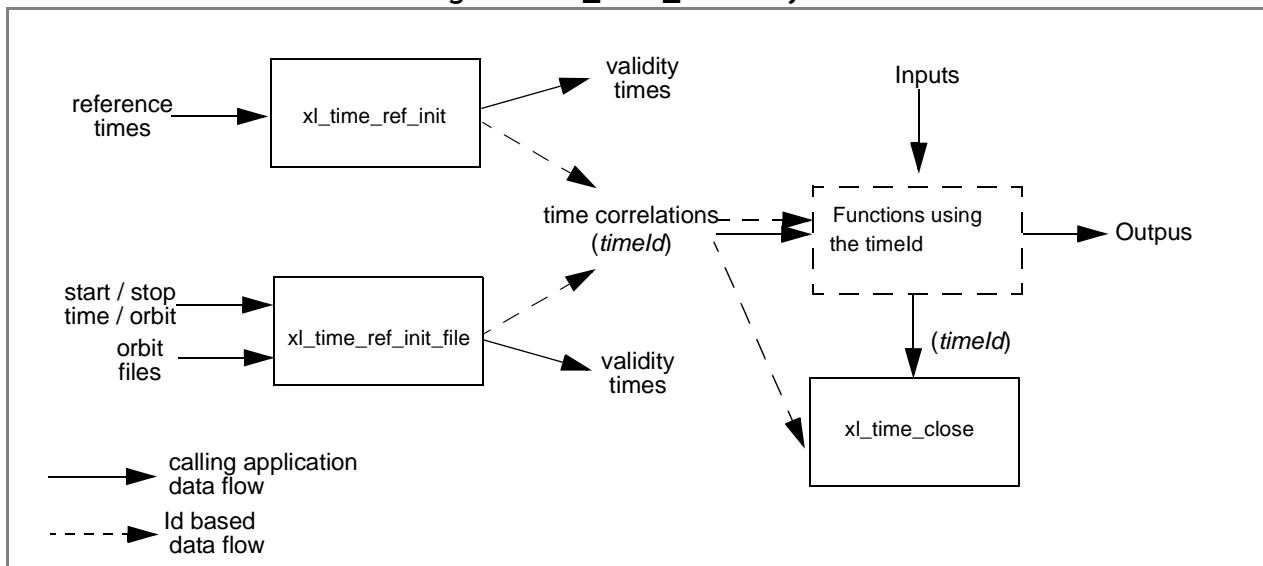 validity
times
Inputs
reference
times
xl_time_ref_init
time correlations
(timeId)
Functions using
the timeId
Outpus
start / stop
time / orbit
orbit
files
xl_time_ref_init_file
validity
times
(timeId)
xl_time_close
calling application
data flow
Id based
data flow